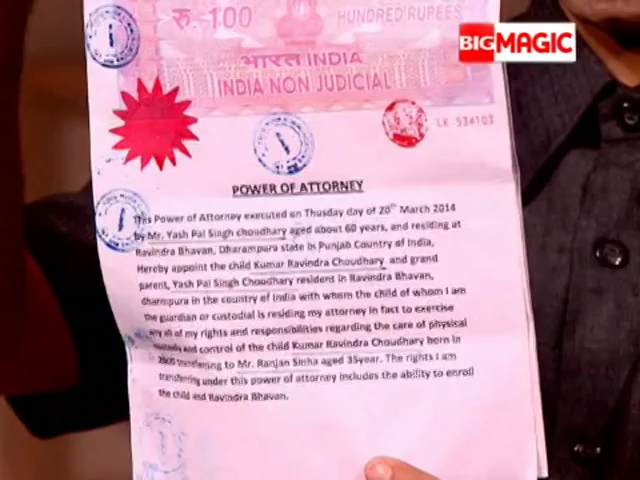 रु. 100
HUNDRED RUPEES
BIG MAGIC
भारत INDIA
INDIA NON JUDICIAL
LK 534103
POWER OF ATTORNEY
This Power of Attorney executed on Thusday day of 20th March 2014
by Mr. Yash Pal Singh choudhary aged about 60 years, and residing at
Ravindra Bhavan, Dharampura state in Punjab Country of India,
Hereby appoint the child Kumar Ravindra Choudhary and grand
parent, Yash Pal Singh Choudhary resident in Ravindra Bhavan,
dharmpura in the country of India with whom the child of whom I am
the guardian or custodial is residing my attorney in fact to exercise
any all of my rights and responsibilities regarding the care of physical
custody and control of the child Kumar Ravindra Choudhary born in
transferring to Mr. Ranjan Sinha aged 35year. The rights I am
transferring under this power of attorney includes the ability to enroll
the child and Ravindra Bhavan.